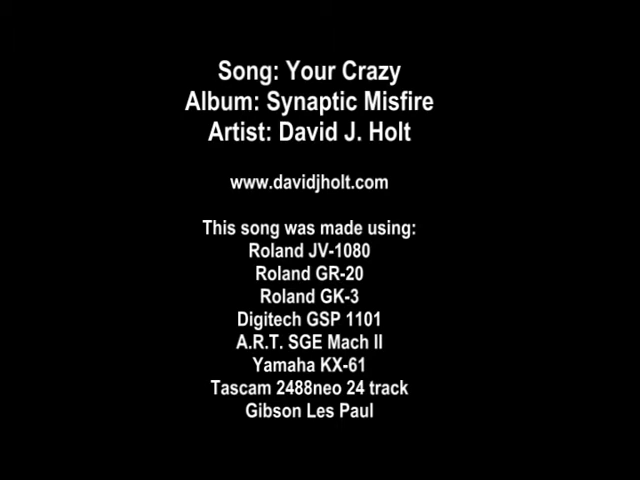 Song: Your Crazy
Album: Synaptic Misfire
Artist: David J. Holt
www.davidjholt.com
This song was made using:
Roland JV-1080
Roland GR-20
Roland GK-3
Digitech GSP 1101
A.R.T. SGE Mach II
Yamaha KX-61
Tascam 2488neo 24 track
Gibson Les Paul